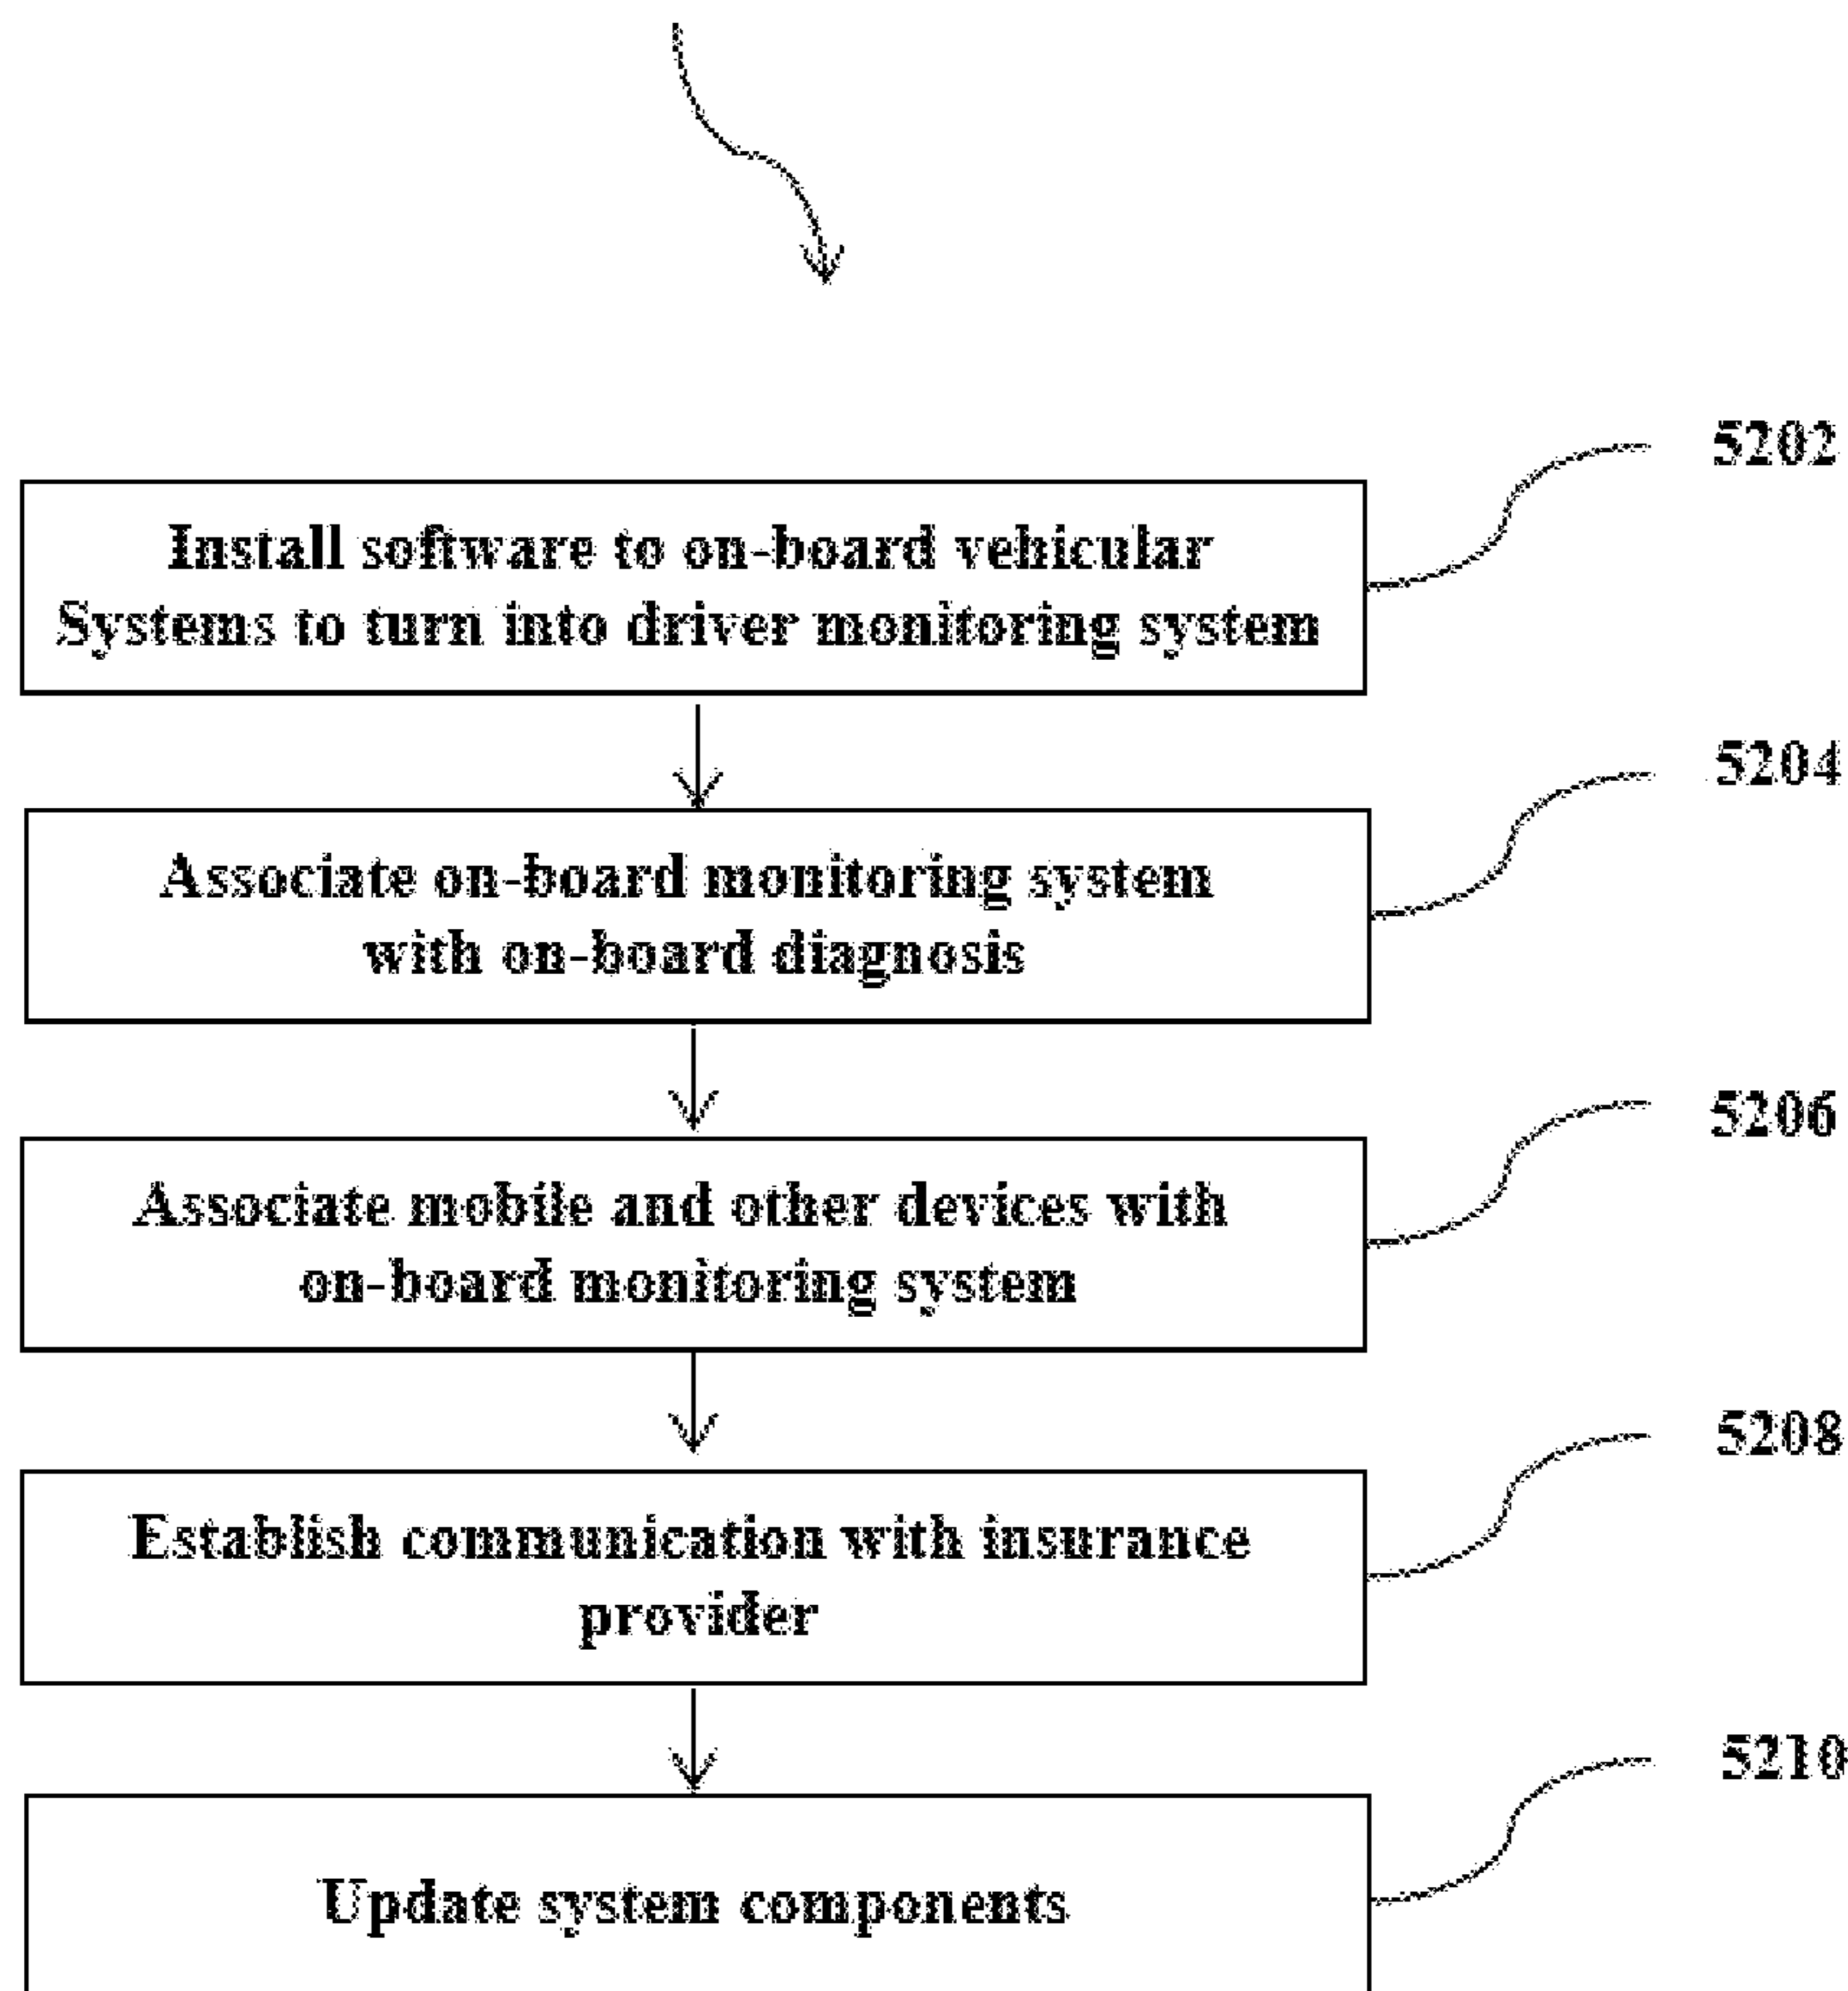 5202
Install software to on-board vehicular
Systems to turn into driver monitoring system
5204
Associate on-board monitoring system
with on-board diagnosis
5206
Associate mobile and other devices with
on-board monitoring system
5208
Establish communication with insurance
provider
5210
Update system components